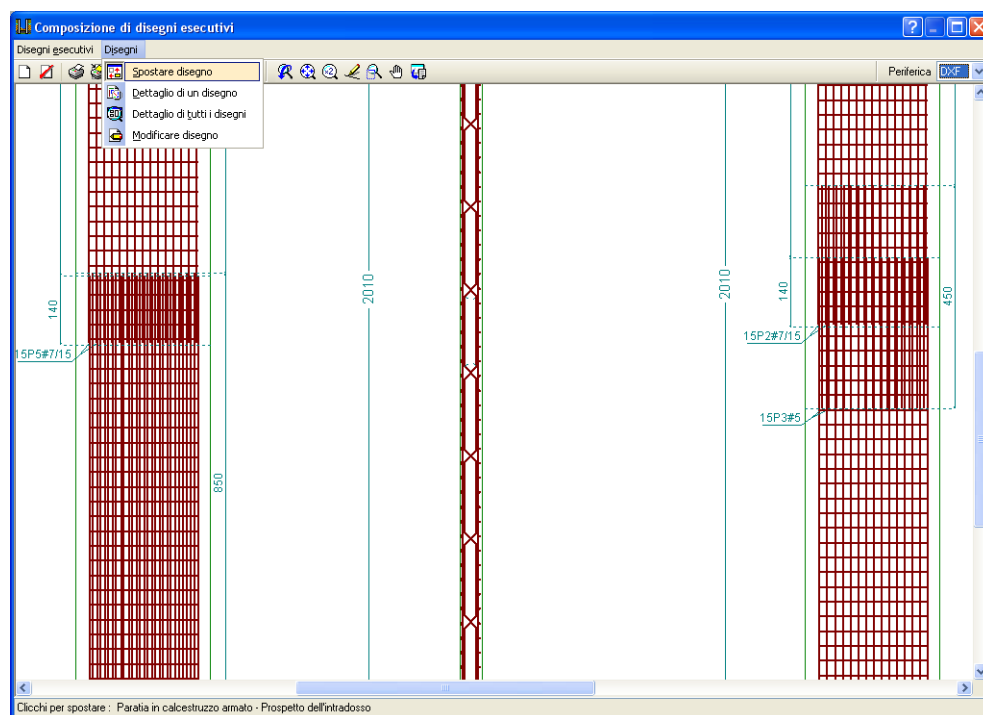 Composizione di disegni esecutivi
Disegni esecutivi Disegni
Periferica DXF
Spostare disegno
Dettaglio di un disegno
Dettaglio di tutti i disegni
Modificare disegno
140
15P5#7/15
850
2010
2010
140
450
15P2#7/15
15P3#5
Clicchi per spostare : Paratia in calcestruzzo armato - Prospetto dell'intradosso